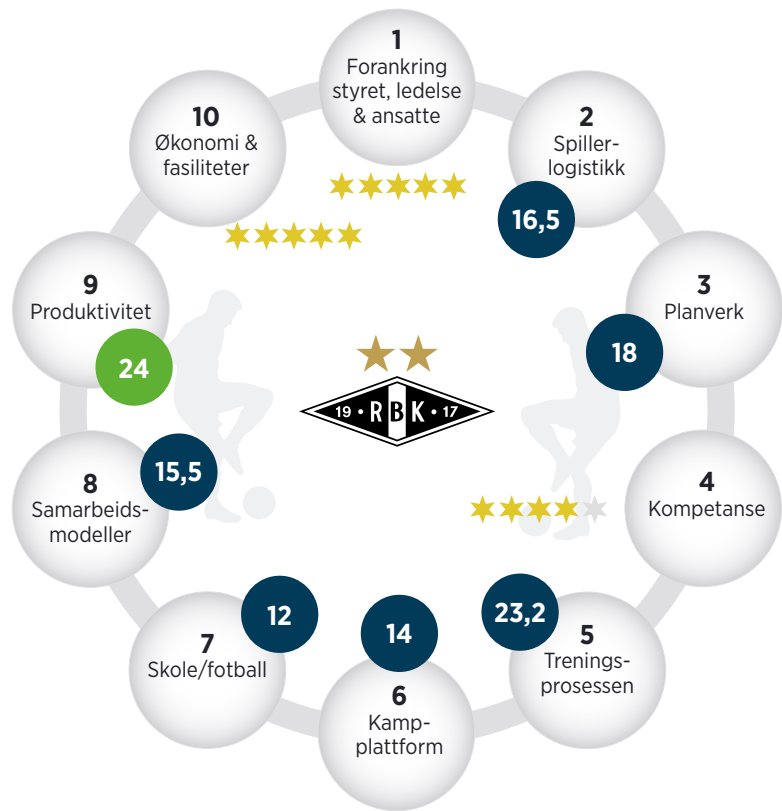 1
Forankring
styret, ledelse
& ansatte
2
Spiller-
logistikk
16,5
3
Planverk
18
4
Kompetanse
5
Trenings-
prosessen
23,2
6
Kamp-
plattform
14
7
Skole/fotball
12
8
Samarbeids-
modeller
15,5
9
Produktivitet
24
10
Økonomi &
fasiliteter
19 • RBK • 17